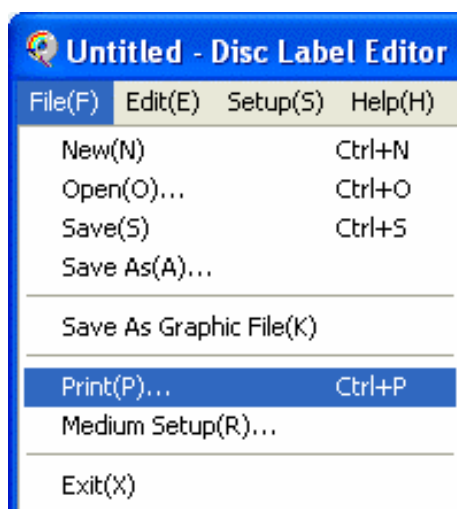 Untitled - Disc Label Editor
File(F) Edit(E) Setup(S) Help(H)
New(N) Ctrl+N
Open(O)... Ctrl+O
Save(S) Ctrl+S
Save As(A)...
Save As Graphic File(K)
Print(P)... Ctrl+P
Medium Setup(R)...
Exit(X)